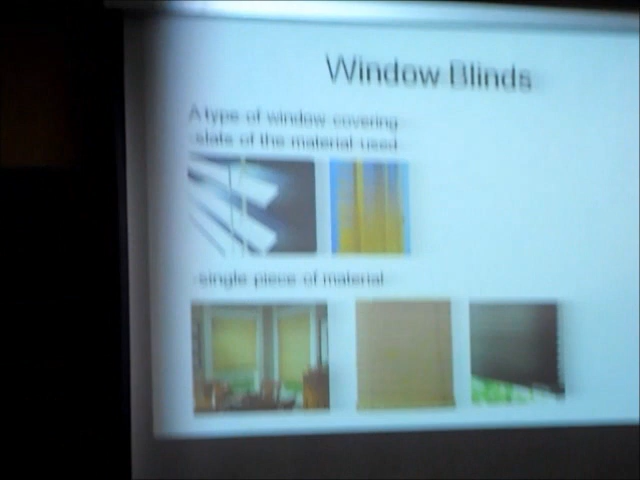 Window Blinds
A type of window covering
-slats of the material used
-single piece of material